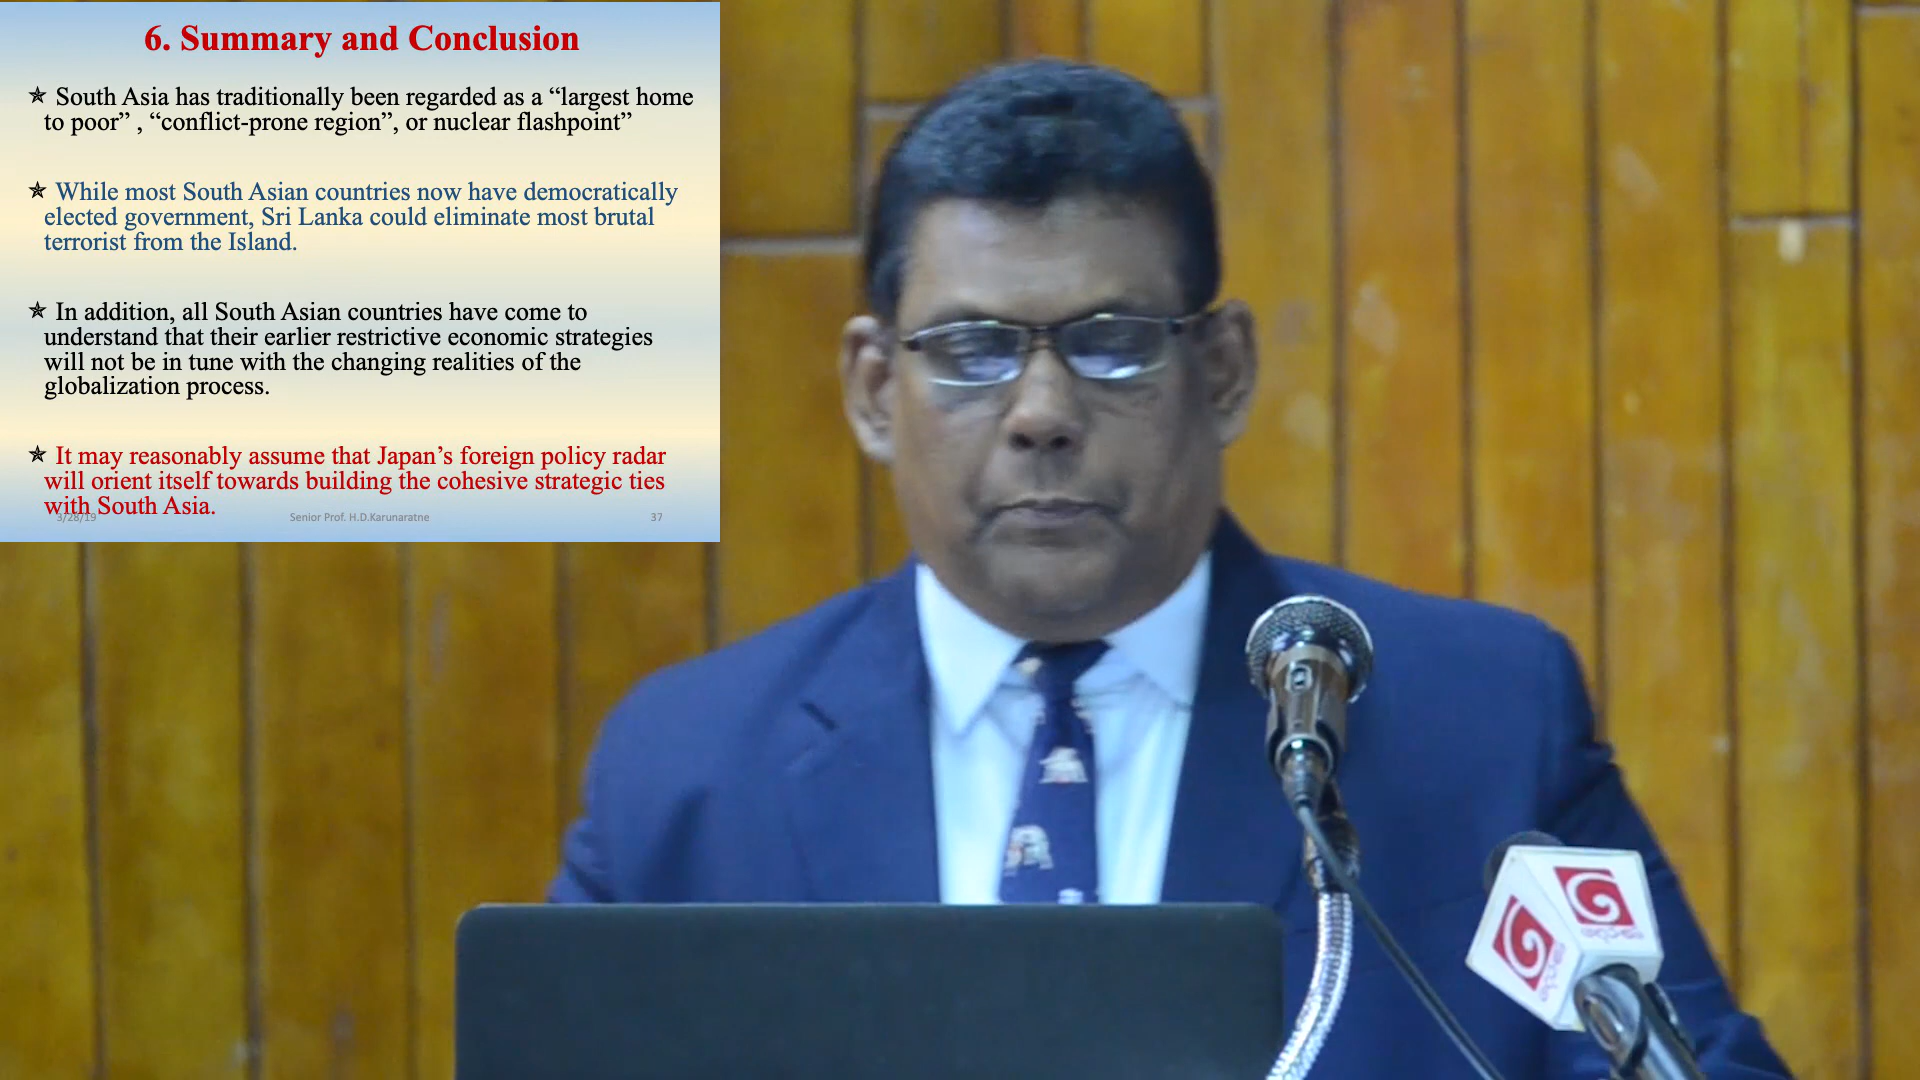 6. Summary and Conclusion
✯ South Asia has traditionally been regarded as a “largest home
to poor” , “conflict-prone region”, or nuclear flashpoint”
✯ While most South Asian countries now have democratically
elected government, Sri Lanka could eliminate most brutal
terrorist from the Island.
✯ In addition, all South Asian countries have come to
understand that their earlier restrictive economic strategies
will not be in tune with the changing realities of the
globalization process.
✯ It may reasonably assume that Japan’s foreign policy radar
will orient itself towards building the cohesive strategic ties
with South Asia.
3/28/19 Senior Prof. H.D.Karunaratne 37